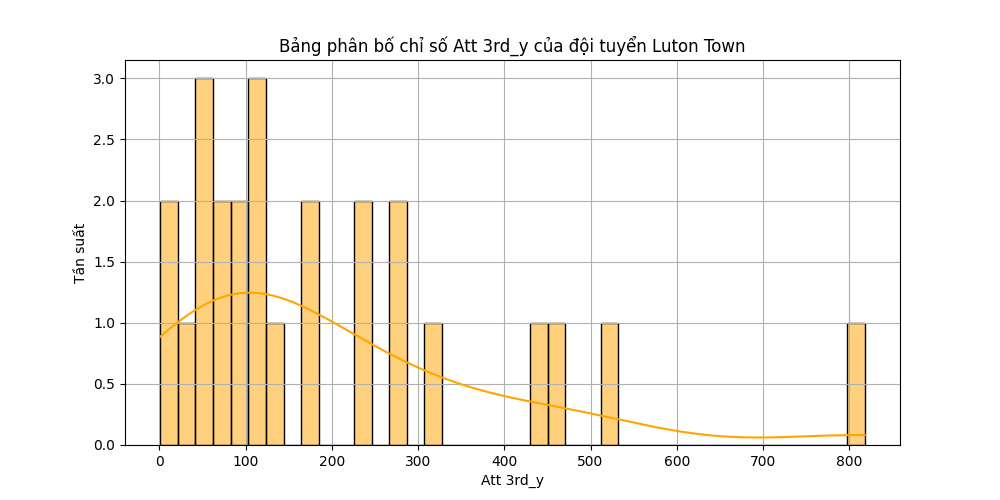 Bảng phân bố chỉ số Att 3rd_y của đội tuyển Luton Town
3.0
2.5
2.0
1.5
1.0
0.5
0.0
Tần suất
0 100 200 300 400 500 600 700 800
Att 3rd_y